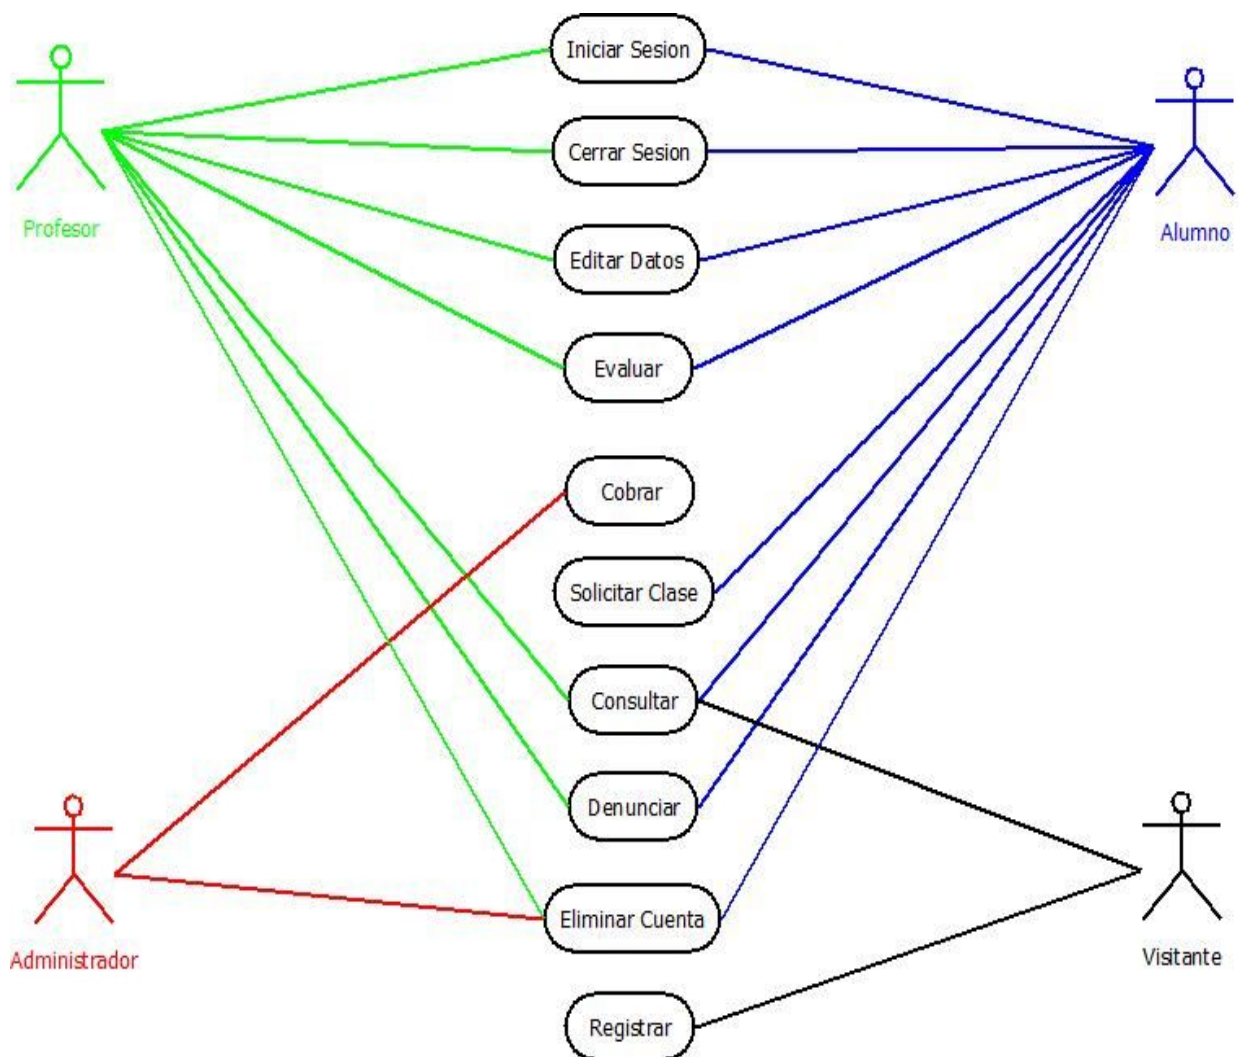 Iniciar Sesion
Cerrar Sesion
Profesor
Alumno
Editar Datos
Evaluar
Cobrar
Solicitar Clase
Consultar
Denunciar
Eliminar Cuenta
Administrador
Visitante
Registrar